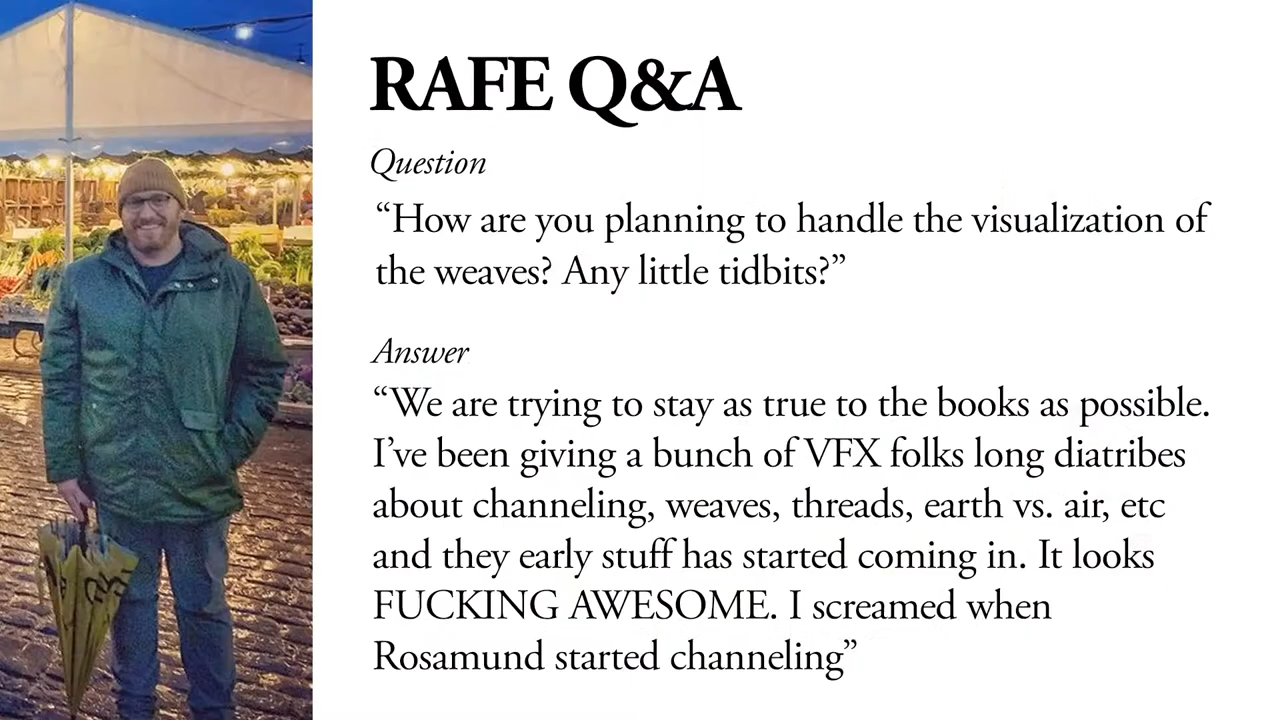 RAFE Q&A
Question
“How are you planning to handle the visualization of
the weaves? Any little tidbits?”
Answer
“We are trying to stay as true to the books as possible.
I’ve been giving a bunch of VFX folks long diatribes
about channeling, weaves, threads, earth vs. air, etc
and they early stuff has started coming in. It looks
FUCKING AWESOME. I screamed when
Rosamund started channeling”